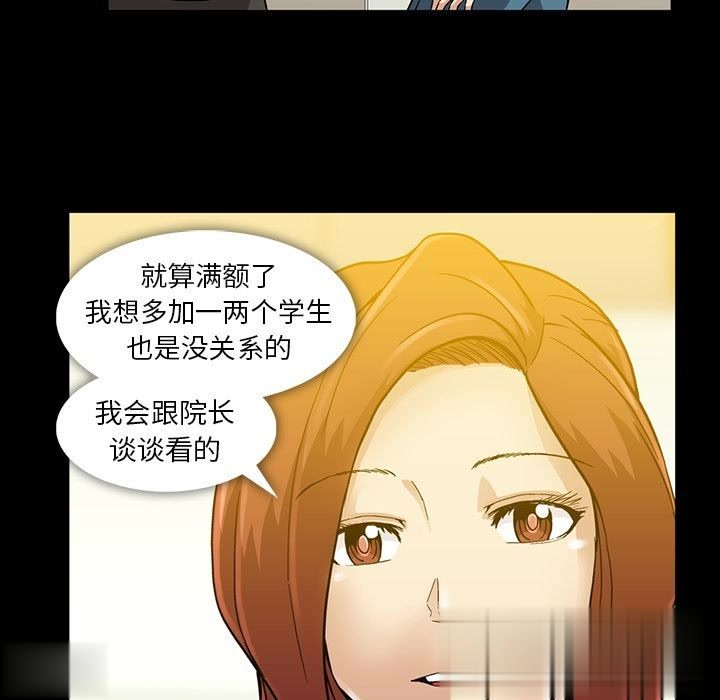 就算满额了
我想多加一两个学生
也是没关系的
我会跟院长
谈谈看的